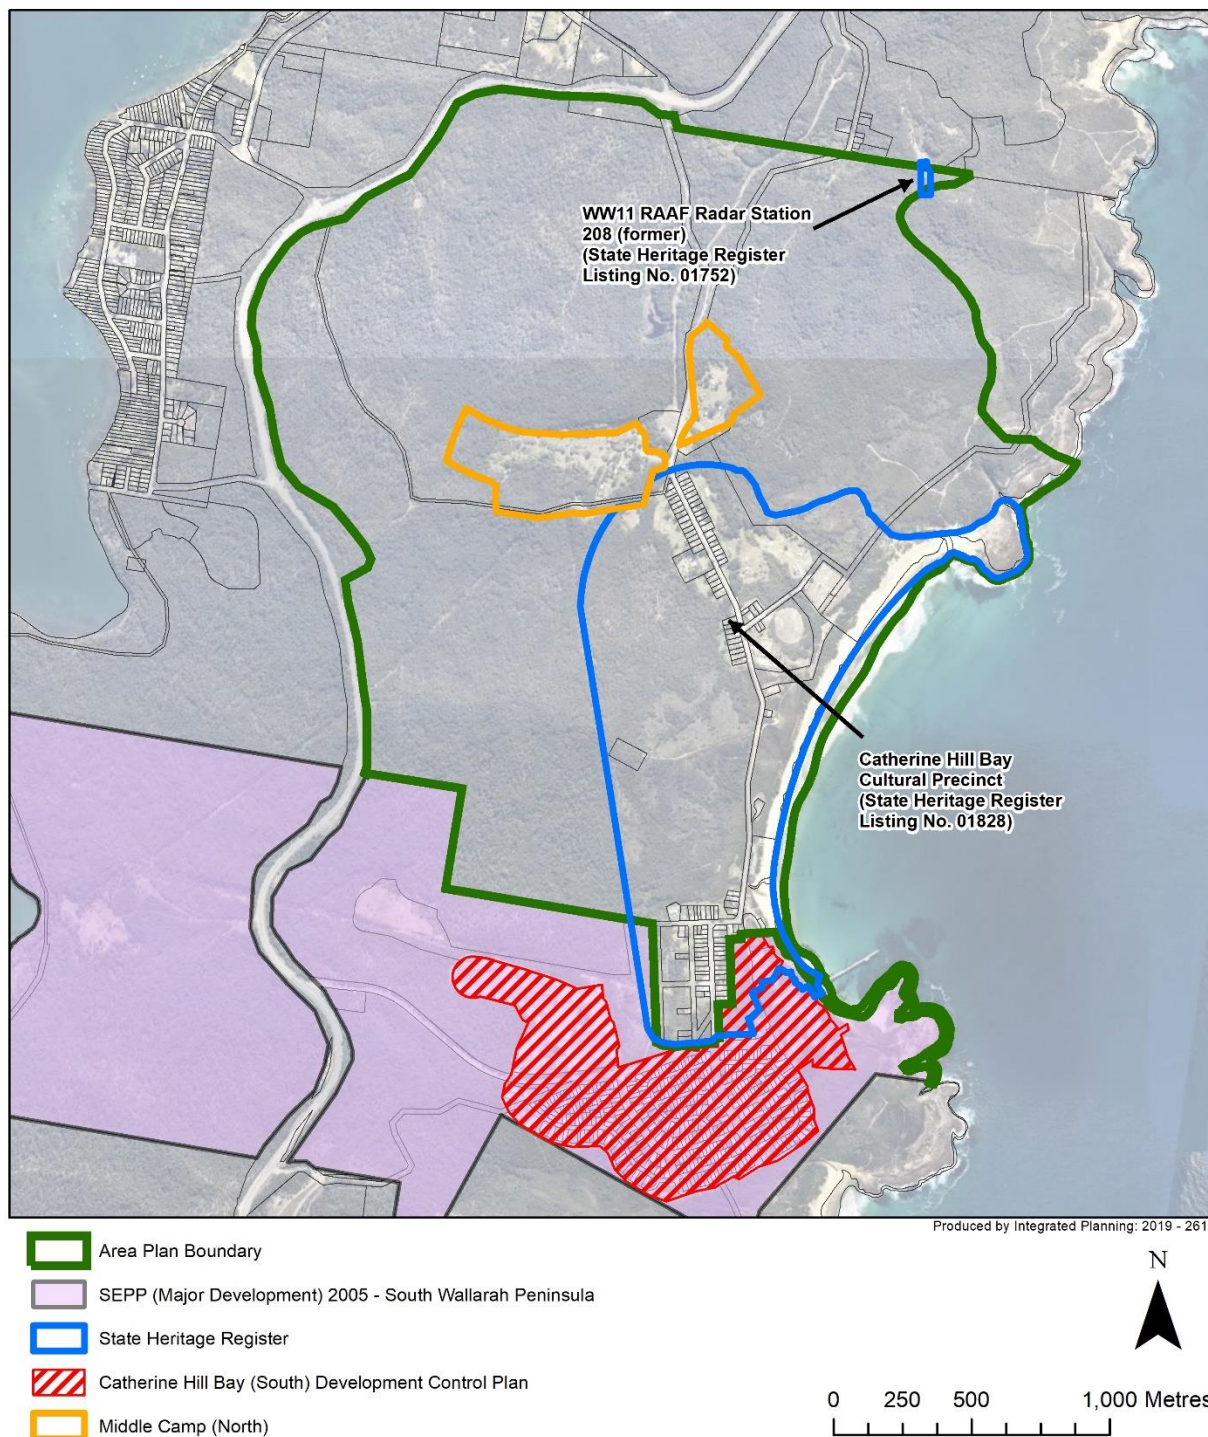 WW11 RAAF Radar Station
208 (former)
(State Heritage Register
Listing No. 01752)
Catherine Hill Bay
Cultural Precinct
(State Heritage Register
Listing No. 01828)
Produced by Integrated Planning: 2019 - 261
Area Plan Boundary
SEPP (Major Development) 2005 - South Wallarah Peninsula
State Heritage Register
Catherine Hill Bay (South) Development Control Plan
Middle Camp (North)
N
0 250 500 1,000 Metres